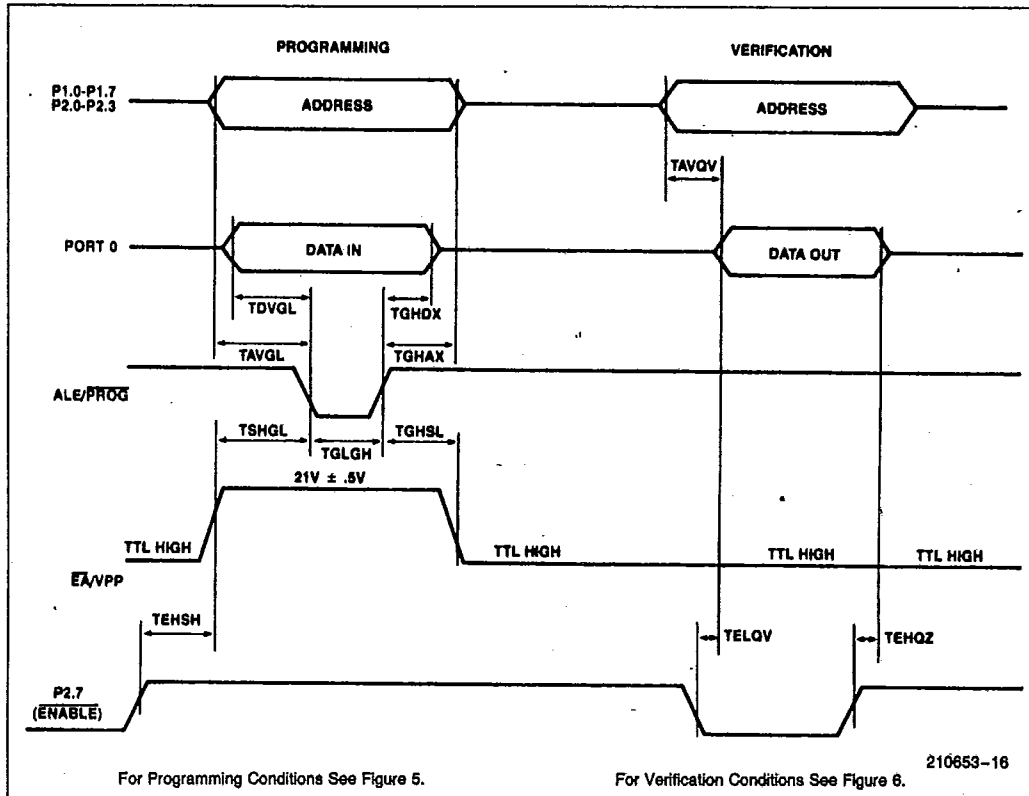 PROGRAMMING
VERIFICATION
P1.0-P1.7
P2.0-P2.3
ADDRESS
ADDRESS
TAVQV
PORT 0
DATA IN
DATA OUT
TDVGL
TGHDX
TAVGL
TGHAX
ALE/PROG
TSHGL
TGLGH
TGHSL
21V ± .5V
TTL HIGH
TTL HIGH
TTL HIGH
TTL HIGH
EA/VPP
TEHSH
TELQV
TEHQZ
P2.7
(ENABLE)
210653-16
For Programming Conditions See Figure 5.
For Verification Conditions See Figure 6.